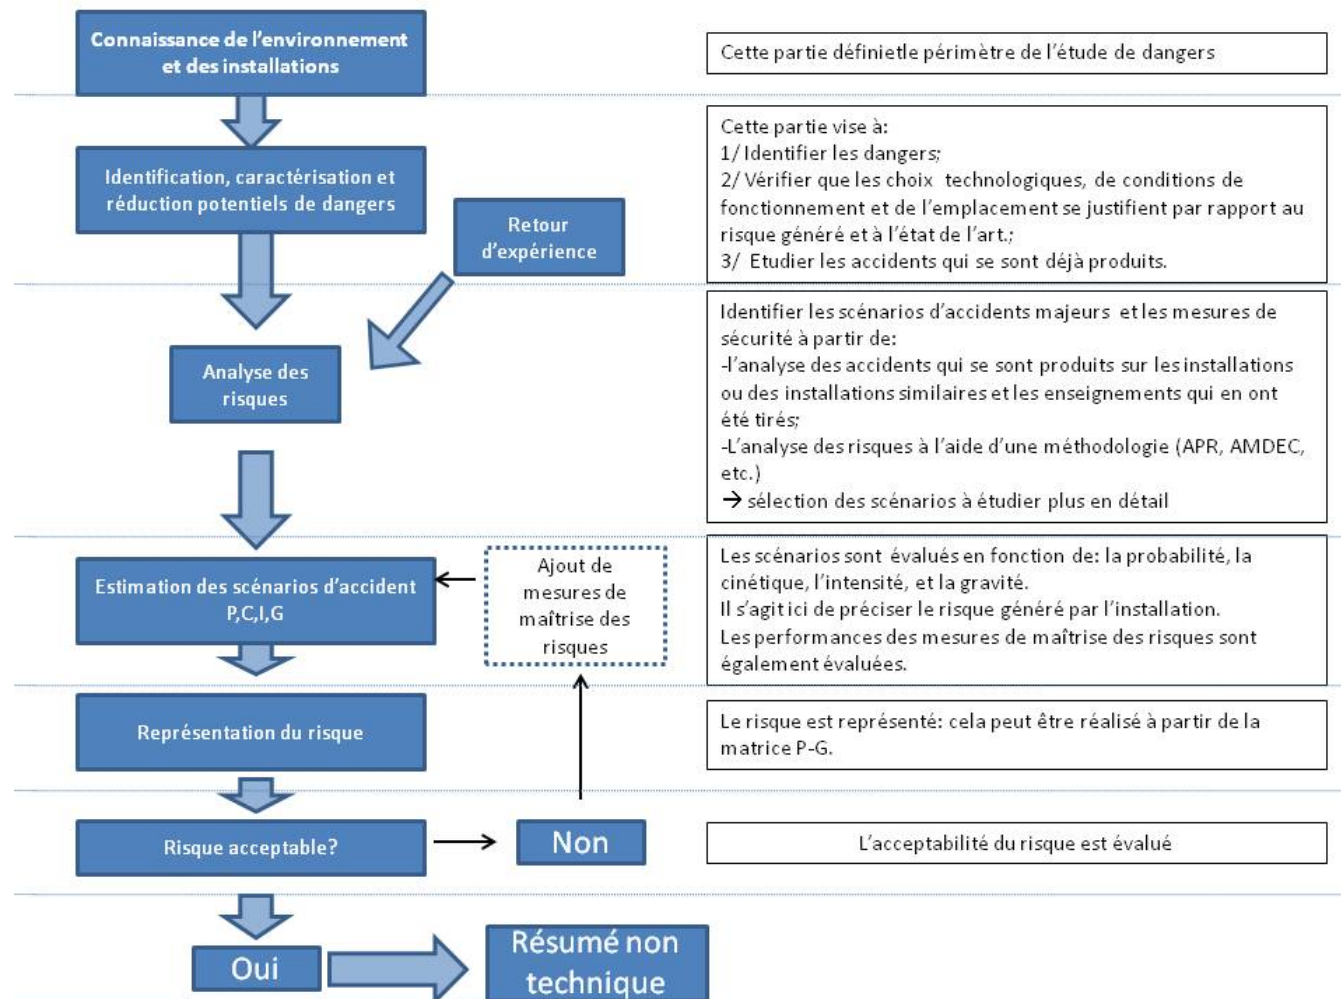 Connaissance de l'environnement
et des installations
Cette partie définietle périmètre de l'étude de dangers
Identification, caractérisation et
réduction potentiels de dangers
Retour
d'expérience
Cette partie vise à:
1/ Identifier les dangers;
2/ Vérifier que les choix technologiques, de conditions de
fonctionnement et de l'emplacement se justifient par rapport au
risque généré et à l'état de l'art.;
3/ Etudier les accidents qui se sont déjà produits.
Analyse des
risques
Identifier les scénarios d'accidents majeurs et les mesures de
sécurité à partir de:
-l'analyse des accidents qui se sont produits sur les installations
ou des installations similaires et les enseignements qui en ont
été tirés;
-L'analyse des risques à l'aide d'une méthodologie (APR, AMDEC,
etc.)
→ sélection des scénarios à étudier plus en détail
Estimation des scénarios d'accident
P,C,I,G
Ajout de
mesures de
maîtrise des
risques
Les scénarios sont évalués en fonction de: la probabilité, la
cinétique, l'intensité, et la gravité.
Il s'agit ici de préciser le risque généré par l'installation.
Les performances des mesures de maîtrise des risques sont
également évaluées.
Représentation du risque
Le risque est représenté: cela peut être réalisé à partir de la
matrice P-G.
Risque acceptable?
Non
L'acceptabilité du risque est évalué
Oui
Résumé non
technique